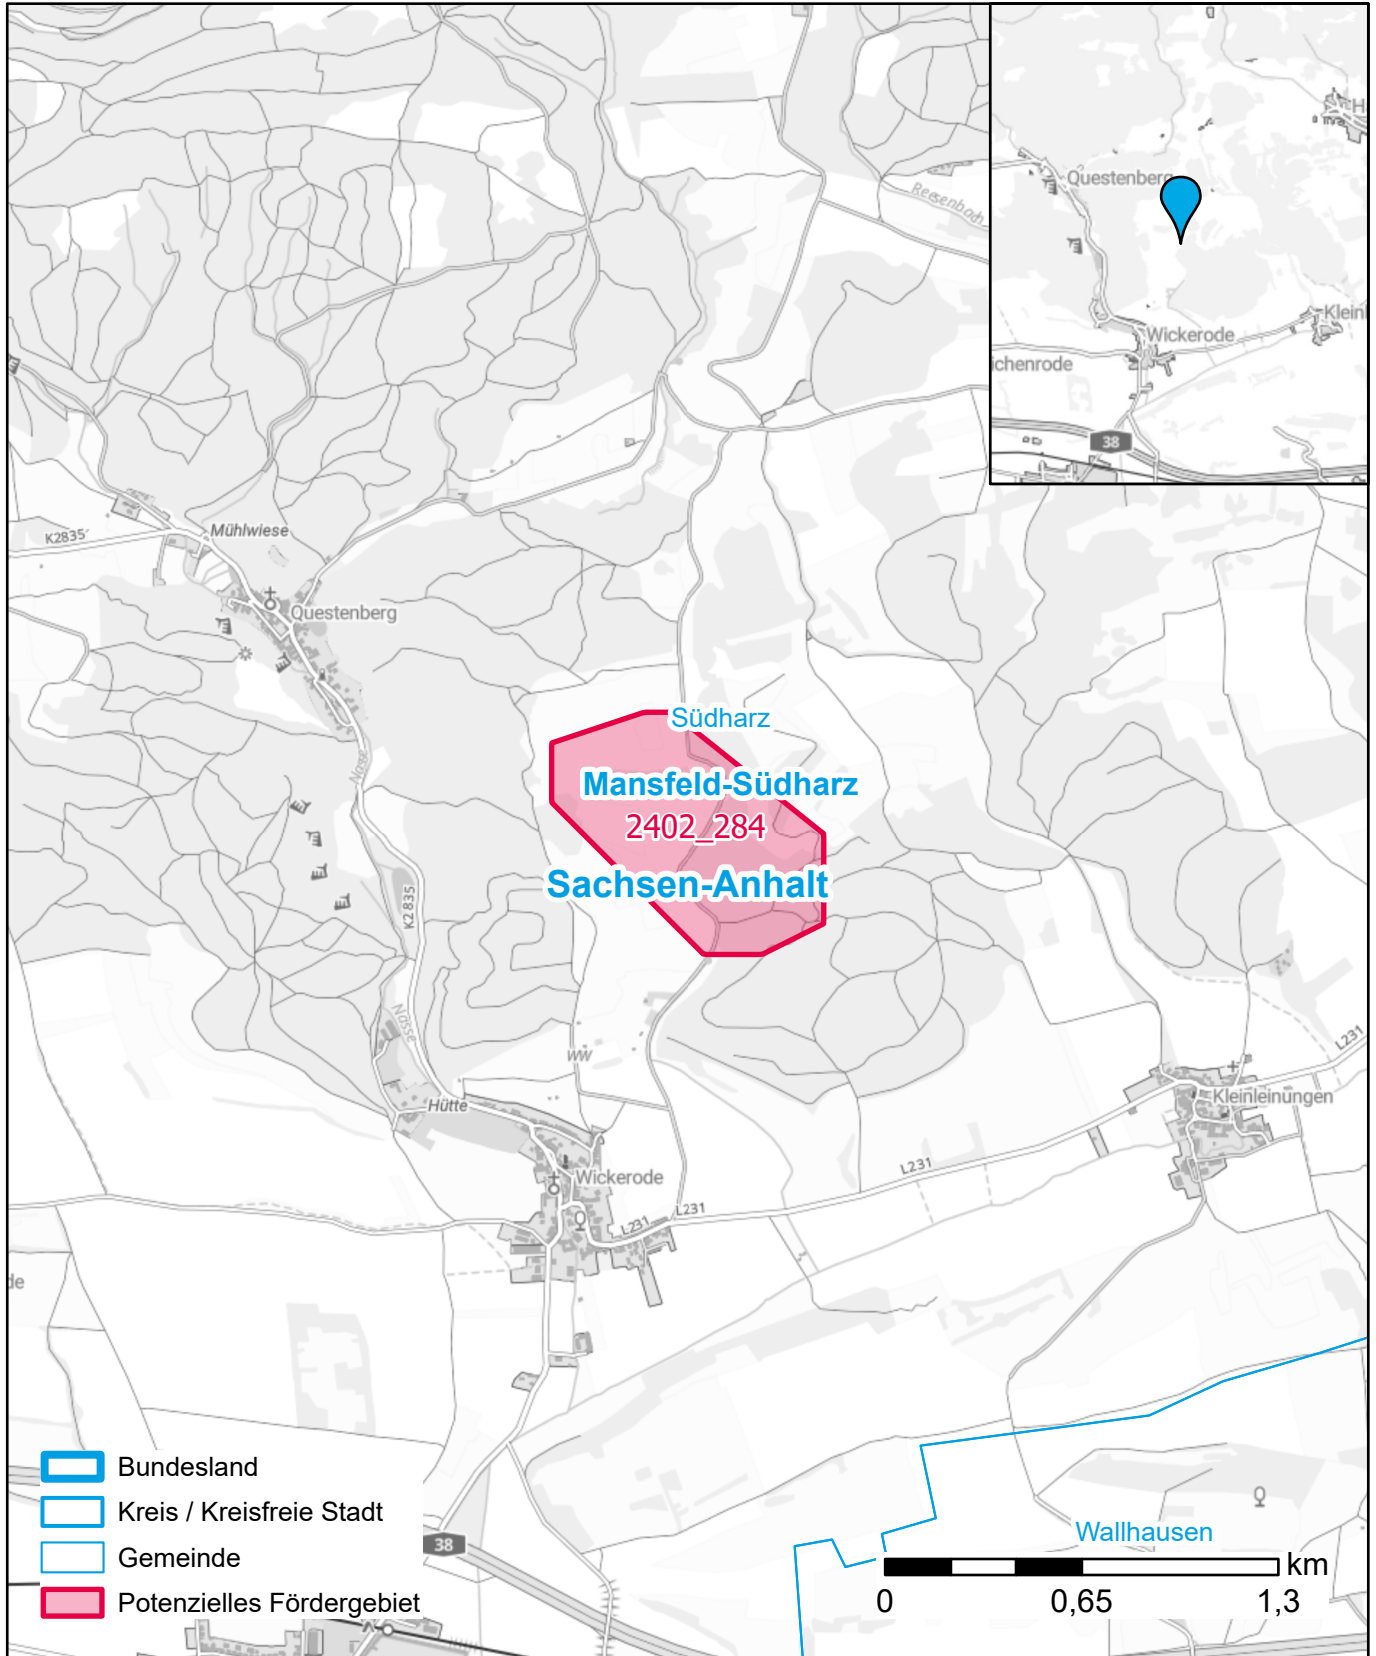 Reesenbach
H
Questenberg
Wickerode
Kleinl
ichenrode
38
K2835
Mühlwiese
Questenberg
Nasse
K2835
Nasse
Südharz
Mansfeld-Südharz
2402_284
Sachsen-Anhalt
WW
Hütte
Wickerode
L231
L231
L231
L231
Kleinleinungen
de
Bundesland
Kreis / Kreisfreie Stadt
Gemeinde
Potenzielles Fördergebiet
38
Wallhausen
km
0 0,65 1,3